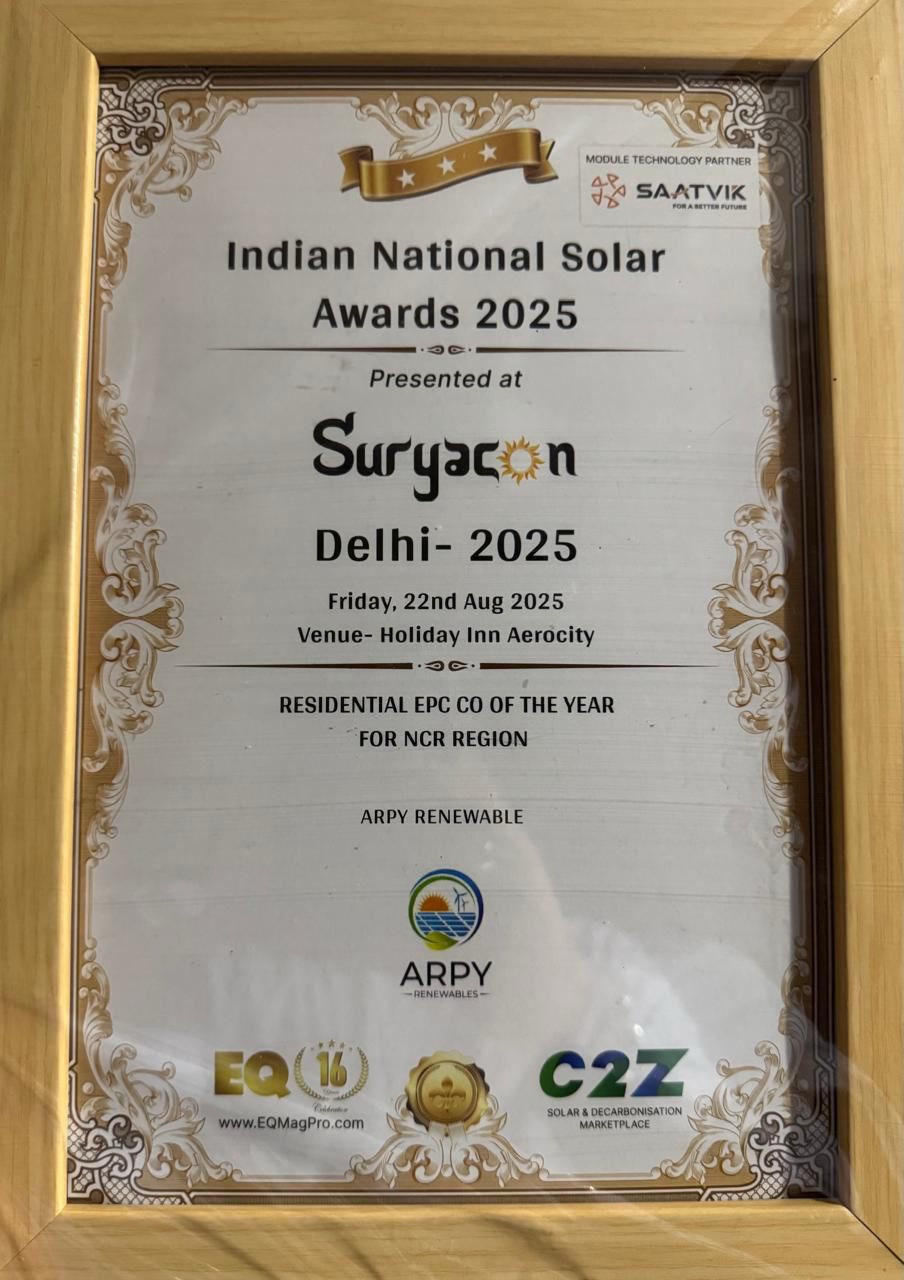 MODULE TECHNOLOGY PARTNER
SAATVIK
FOR A BETTER FUTURE
Indian National Solar
Awards 2025
Presented at
Suryacon
Delhi- 2025
Friday, 22nd Aug 2025
Venue- Holiday Inn Aerocity
RESIDENTIAL EPC CO OF THE YEAR
FOR NCR REGION
ARPY RENEWABLE
ARPY
RENEWABLES
EQ 16
Years
Celebration
www.EQMagPro.com
C2Z
SOLAR & DECARBONISATION
MARKETPLACE